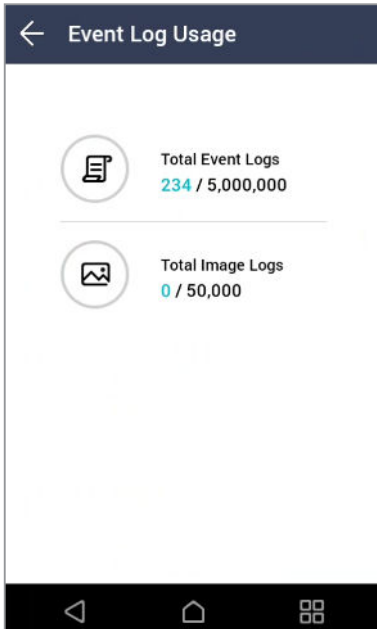 Event Log Usage
Total Event Logs
234 / 5,000,000
Total Image Logs
0 / 50,000